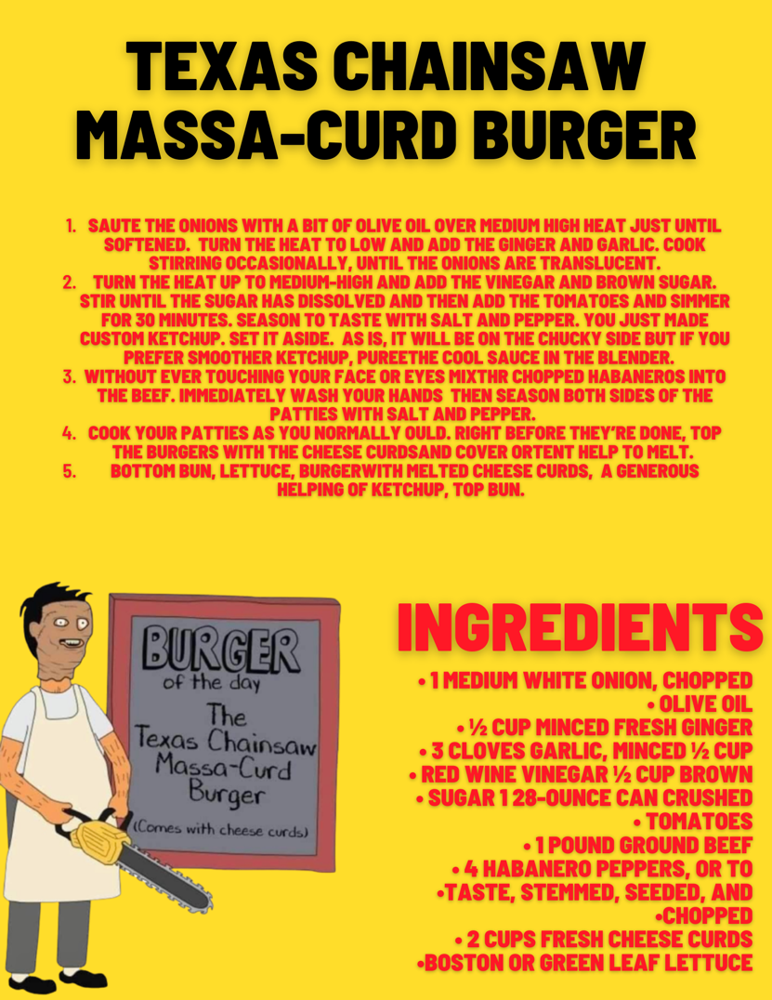 TEXAS CHAINSAW
MASSA-CURD BURGER
1. SAUTE THE ONIONS WITH A BIT OF OLIVE OIL OVER MEDIUM HIGH HEAT JUST UNTIL
SOFTENED. TURN THE HEAT TO LOW AND ADD THE GINGER AND GARLIC. COOK
STIRRING OCCASIONALLY, UNTIL THE ONIONS ARE TRANSLUCENT.
2. TURN THE HEAT UP TO MEDIUM-HIGH AND ADD THE VINEGAR AND BROWN SUGAR.
STIR UNTIL THE SUGAR HAS DISSOLVED AND THEN ADD THE TOMATOES AND SIMMER
FOR 30 MINUTES. SEASON TO TASTE WITH SALT AND PEPPER. YOU JUST MADE
CUSTOM KETCHUP. SET IT ASIDE. AS IS, IT WILL BE ON THE CHUCKY SIDE BUT IF YOU
PREFER SMOOTHER KETCHUP, PUREETHE COOL SAUCE IN THE BLENDER.
3. WITHOUT EVER TOUCHING YOUR FACE OR EYES MIXTHR CHOPPED HABANEROS INTO
THE BEEF. IMMEDIATELY WASH YOUR HANDS THEN SEASON BOTH SIDES OF THE
PATTIES WITH SALT AND PEPPER.
4. COOK YOUR PATTIES AS YOU NORMALLY OULD. RIGHT BEFORE THEY'RE DONE, TOP
THE BURGERS WITH THE CHEESE CURDSAND COVER ORTENT HELP TO MELT.
5. BOTTOM BUN, LETTUCE, BURGERWITH MELTED CHEESE CURDS, A GENEROUS
HELPING OF KETCHUP, TOP BUN.
BURGER
of the day
The
Texas Chainsaw
Massa-Curd
Burger
(Comes with cheese curds)
INGREDIENTS
• 1 MEDIUM WHITE ONION, CHOPPED
• OLIVE OIL
• ½ CUP MINCED FRESH GINGER
• 3 CLOVES GARLIC, MINCED ½ CUP
• RED WINE VINEGAR ½ CUP BROWN
• SUGAR 1 28-OUNCE CAN CRUSHED
• TOMATOES
• 1 POUND GROUND BEEF
• 4 HABANERO PEPPERS, OR TO
•TASTE, STEMMED, SEEDED, AND
•CHOPPED
• 2 CUPS FRESH CHEESE CURDS
•BOSTON OR GREEN LEAF LETTUCE